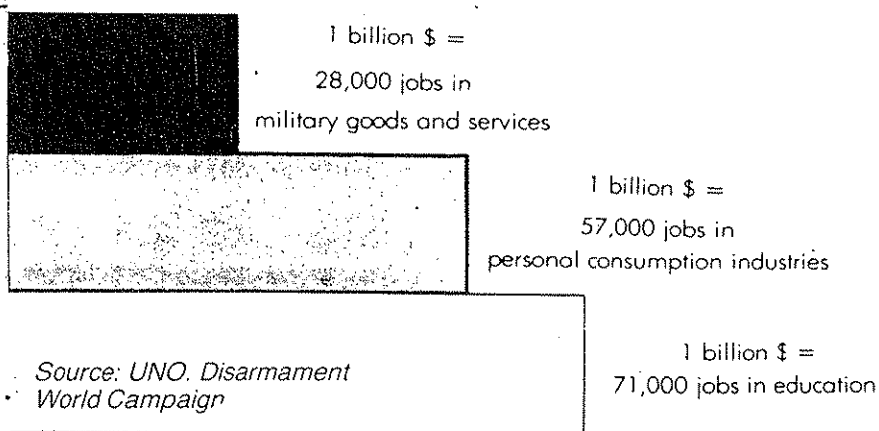 1 billion $ =
28,000 jobs in
military goods and services
1 billion $ =
57,000 jobs in
personal consumption industries
1 billion $ =
71,000 jobs in education
Source: UNO. Disarmament
World Campaign